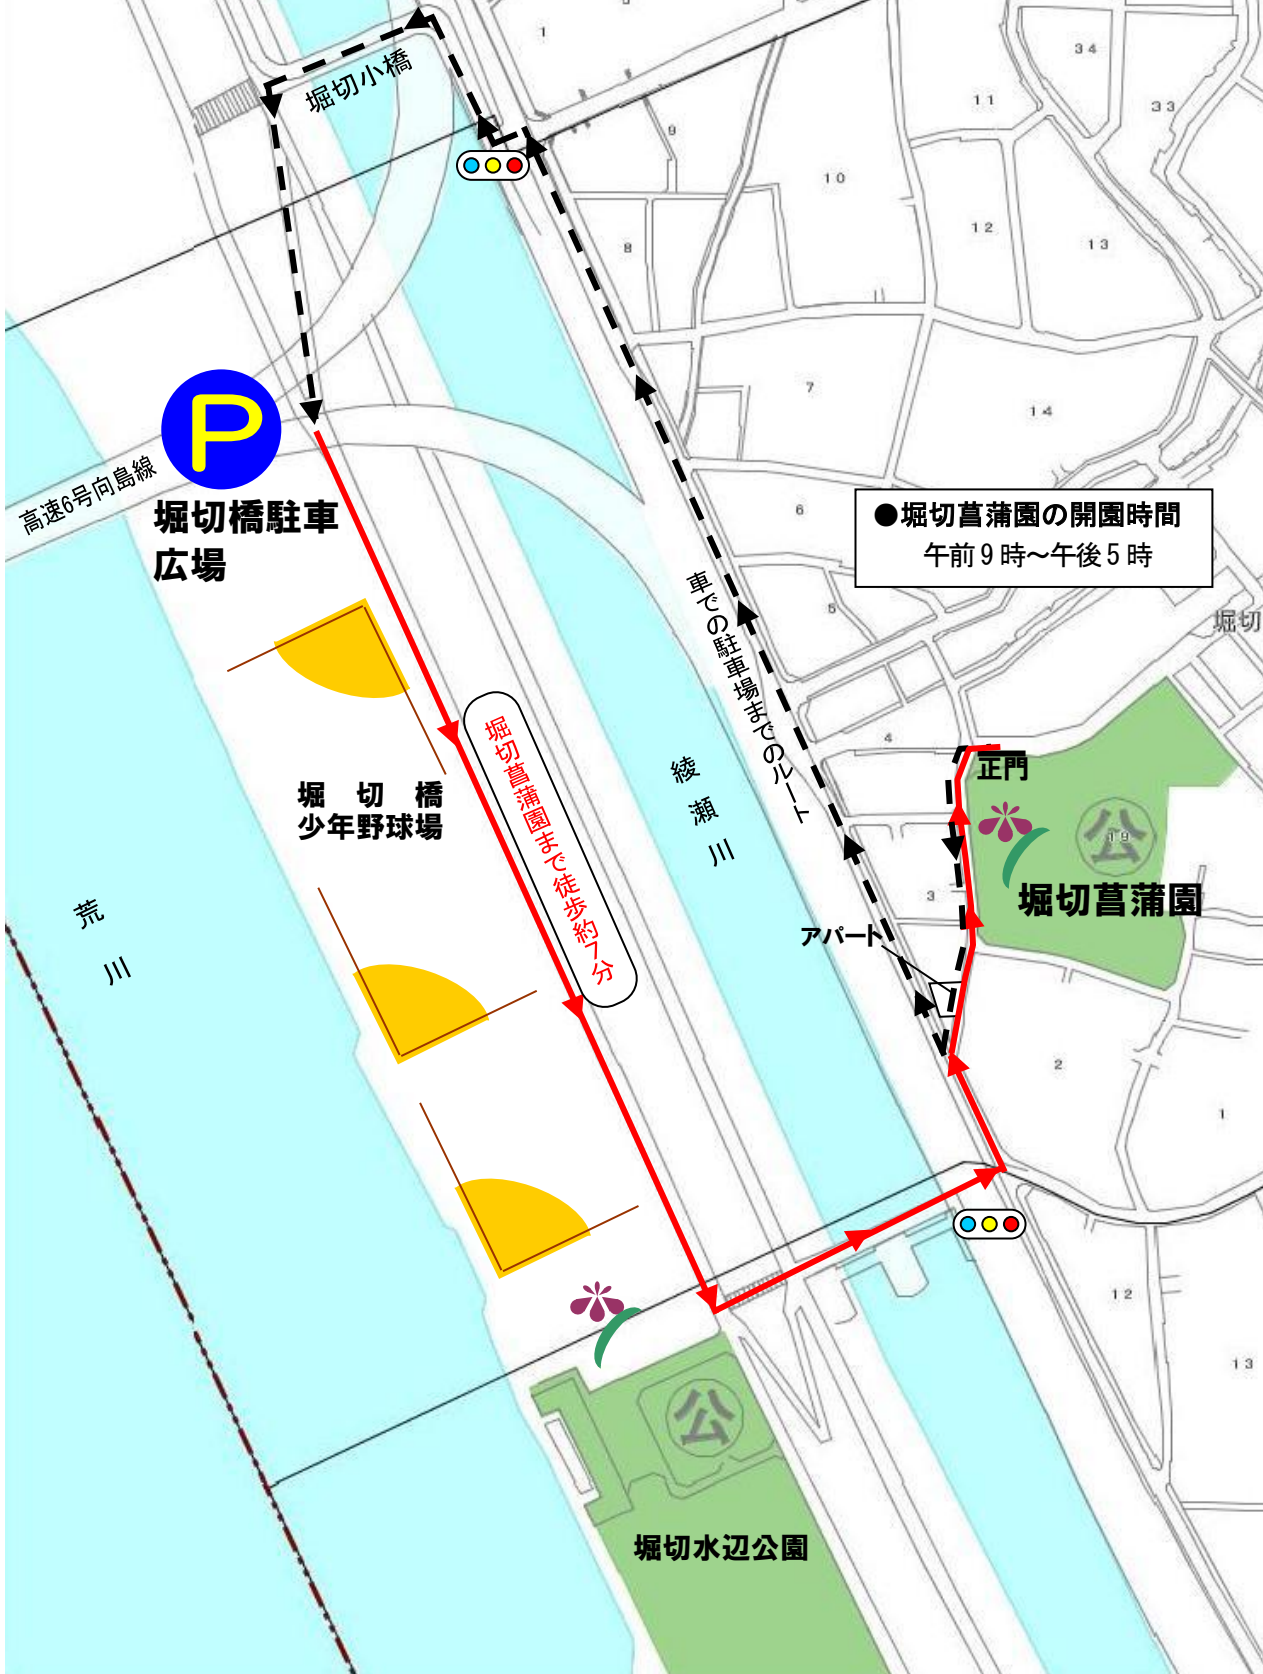 1
34
11
33
堀切小橋
9
10
12
13
8
7
14
P
高速6号向島線
堀切橋駐車
広場
6
●堀切菖蒲園の開園時間
午前9時～午後5時
5
堀切
車での駐車場までのルート
4
正門
綾瀬川
堀切菖蒲園まで徒歩約7分
堀切橋
少年野球場
公
19
3
堀切菖蒲園
荒川
アパート
2
1
12
13
公
堀切水辺公園